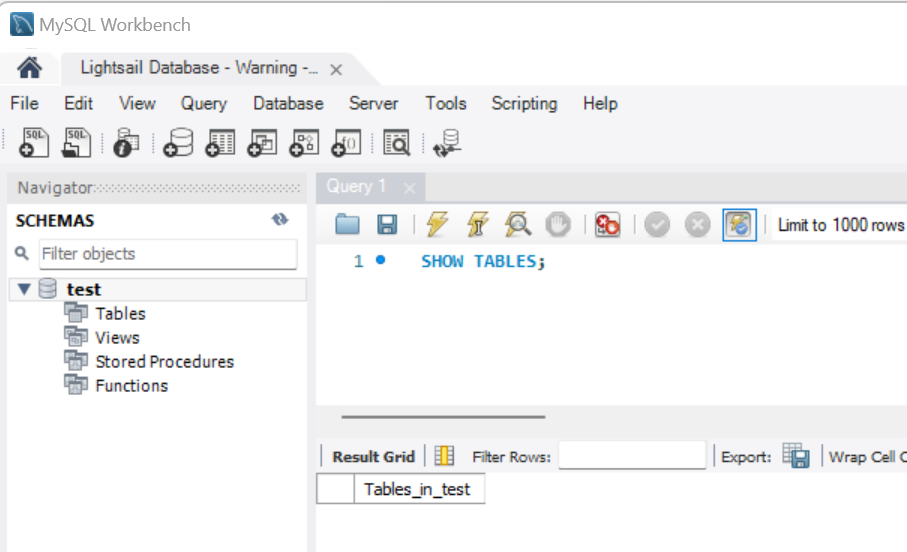 MySQL Workbench
Lightsail Database - Warning -...
File Edit View Query Database Server Tools Scripting Help
SQL SQL
Navigator
Query 1
SCHEMAS
Limit to 1000 rows
Filter objects
1 SHOW TABLES;
test
Tables
Views
Stored Procedures
Functions
Result Grid Filter Rows: Export: Wrap Cell C
Tables_in_test